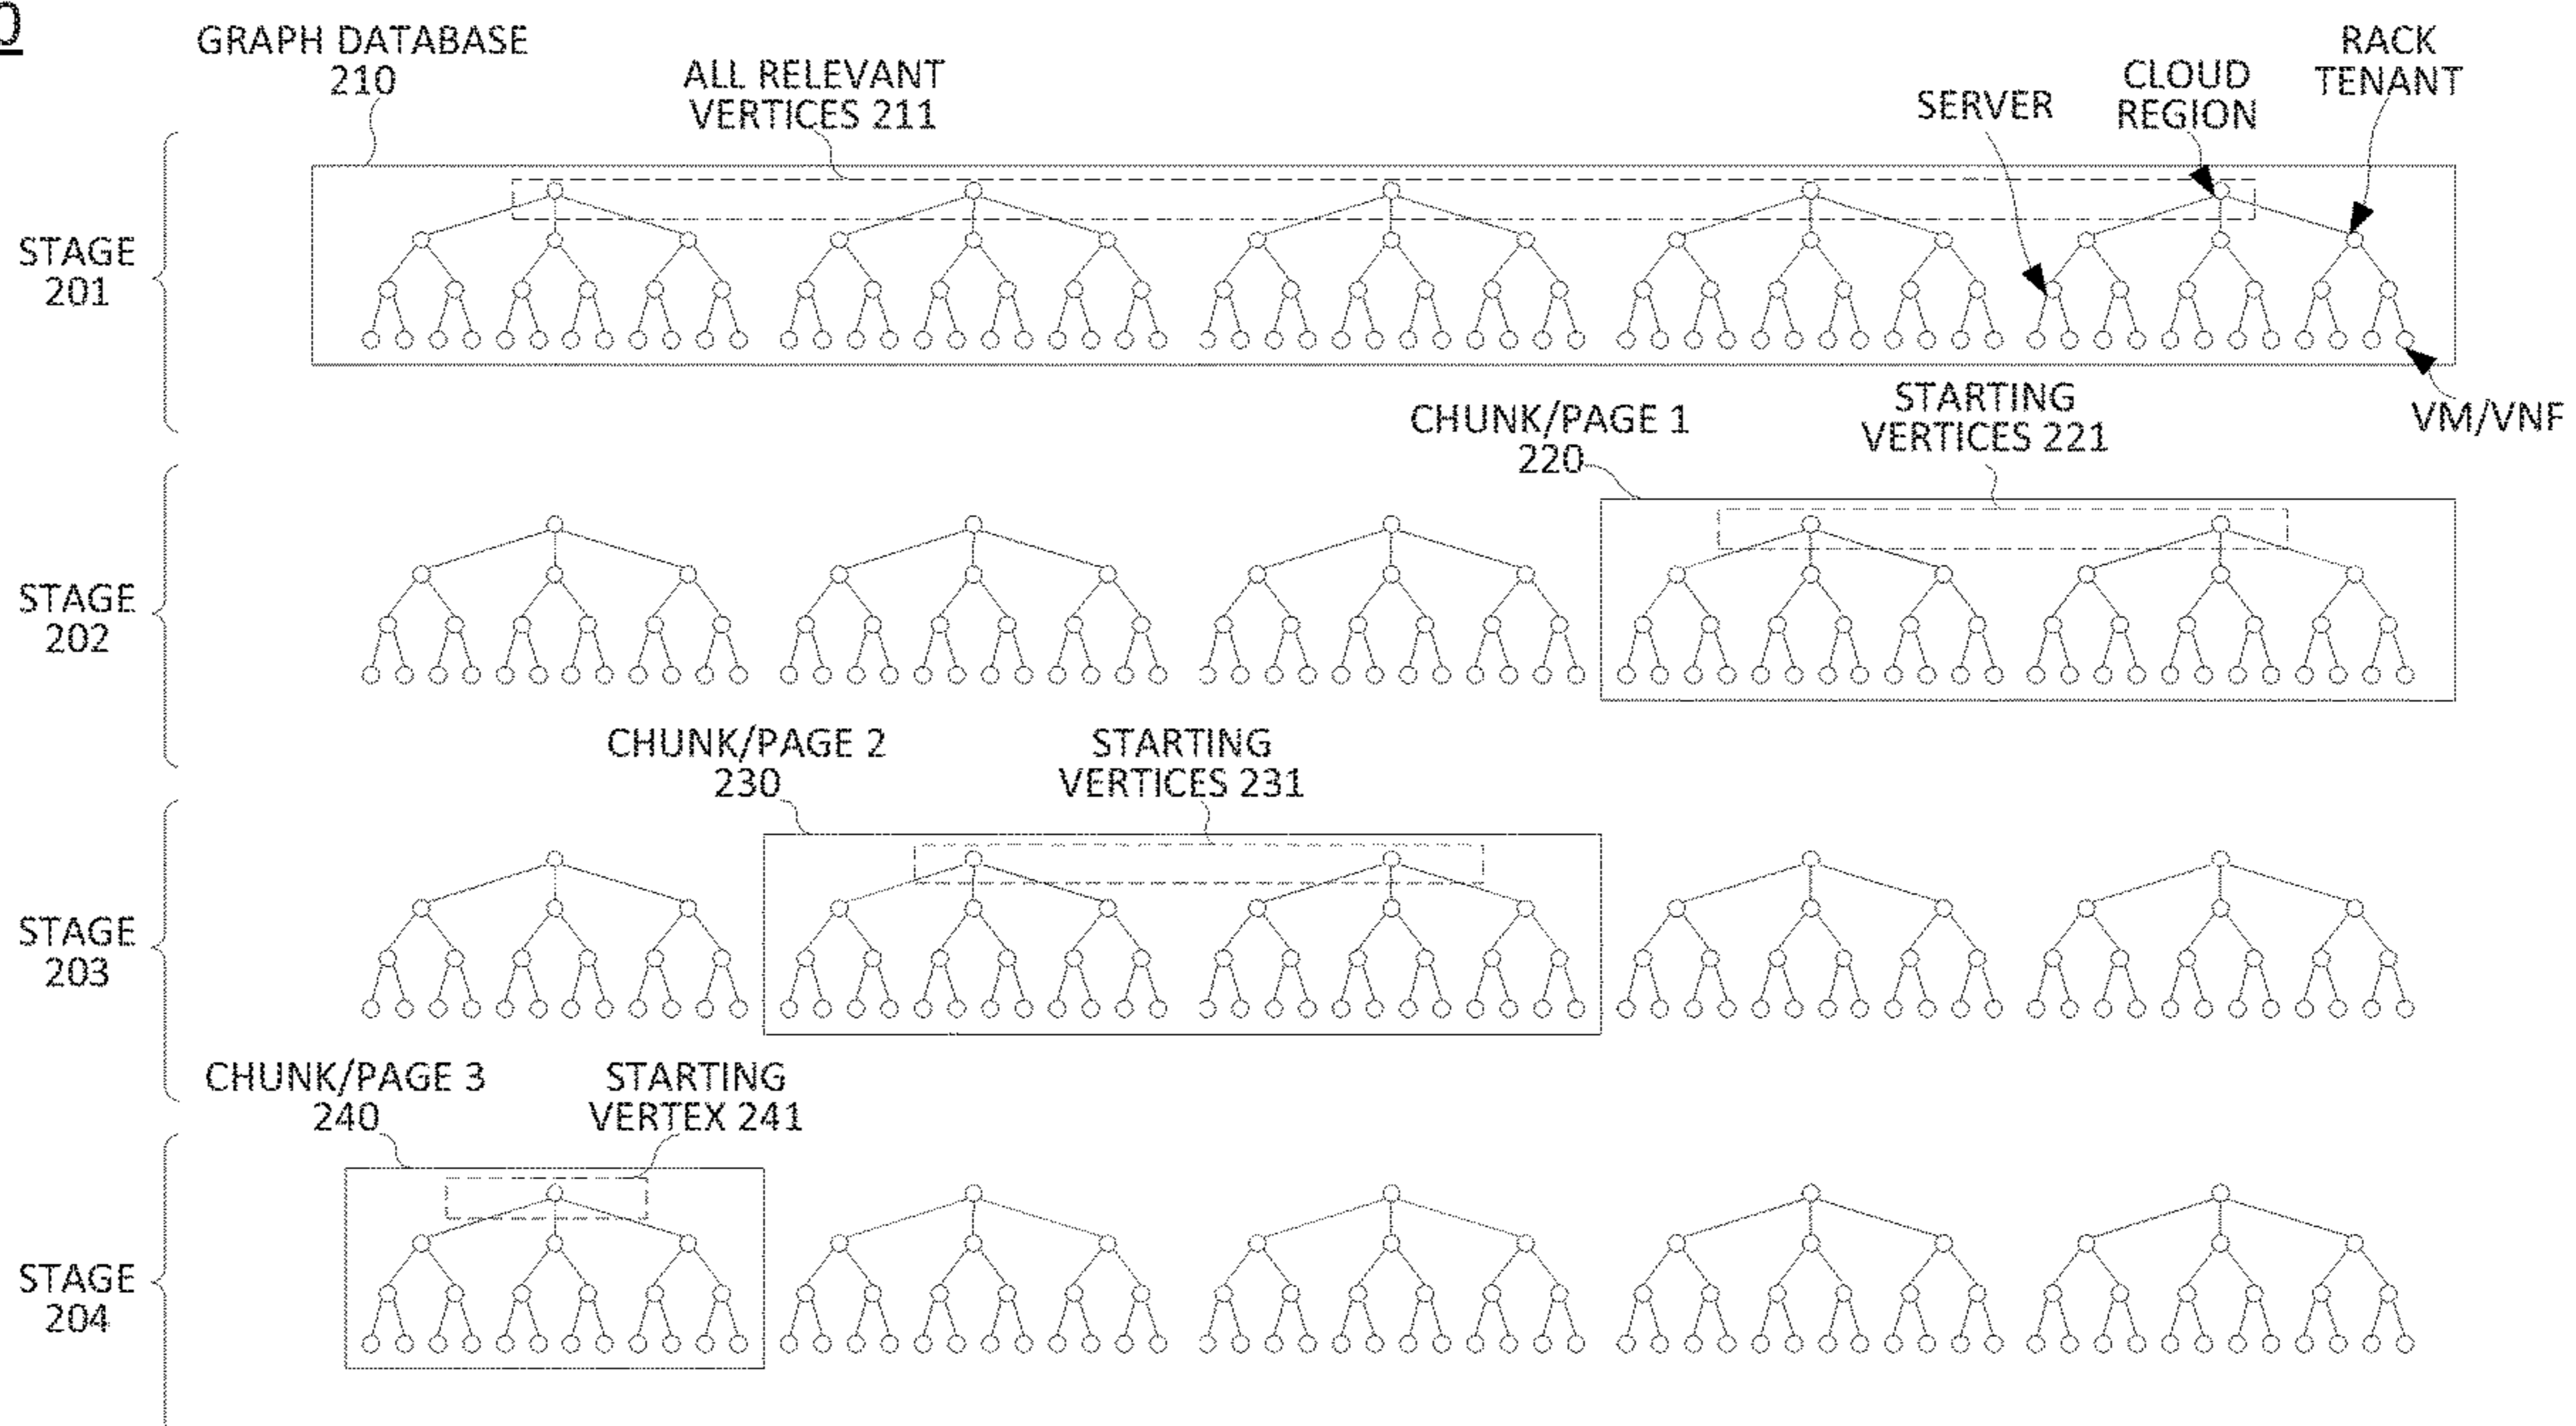 GRAPH DATABASE
210
ALL RELEVANT
VERTICES 211
SERVER
CLOUD
REGION
RACK
TENANT
STAGE
201
VM/VNF
CHUNK/PAGE 1
220
STARTING
VERTICES 221
STAGE
202
CHUNK/PAGE 2
230
STARTING
VERTICES 231
STAGE
203
CHUNK/PAGE 3
240
STARTING
VERTEX 241
STAGE
204